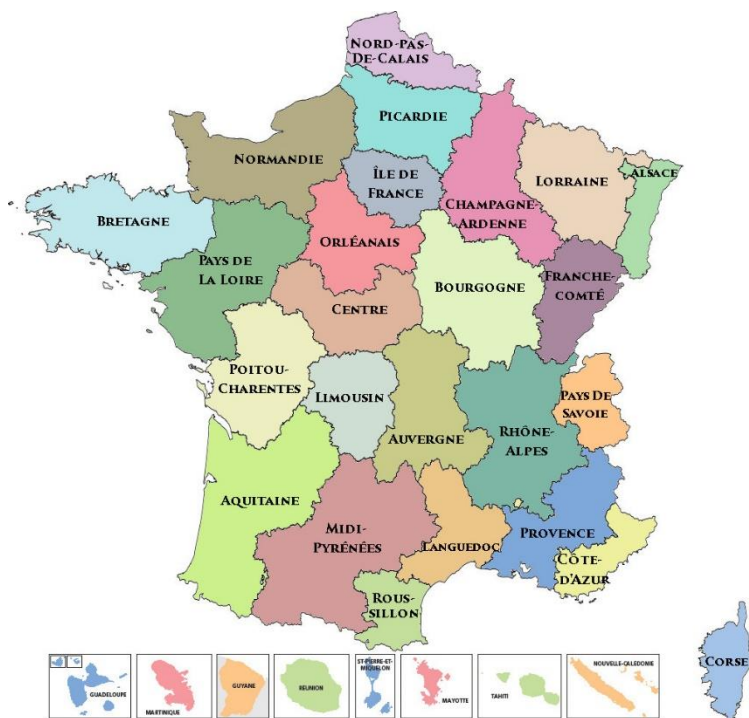 NORD-PAS-
DE-CALAIS
PICARDIE
NORMANDIE
ÎLE DE
FRANCE
CHAMPAGNE-
ARDENNE
LORRAINE
ALSACE
BRETAGNE
PAYS DE
LA LOIRE
ORLÉANAIS
BOURGOGNE
FRANCHE-
COMTÉ
CENTRE
POITOU-
CHARENTES
LIMOUSIN
AUVERGNE
RHÔNE-
ALPES
PAYS DE
SAVOIE
AQUITAINE
MIDI-
PYRÉNÉES
LANGUEDOC
PROVENCE
CÔTE-
D'AZUR
ROUS-
SILLON
CORSE
GUADELOUPE
MARTINIQUE
GUYANE
REUNION
ST-PIERRE-ET-
MIQUELON
MAYOTTE
TAHITI
NOUVELLE-CALEDOMIE